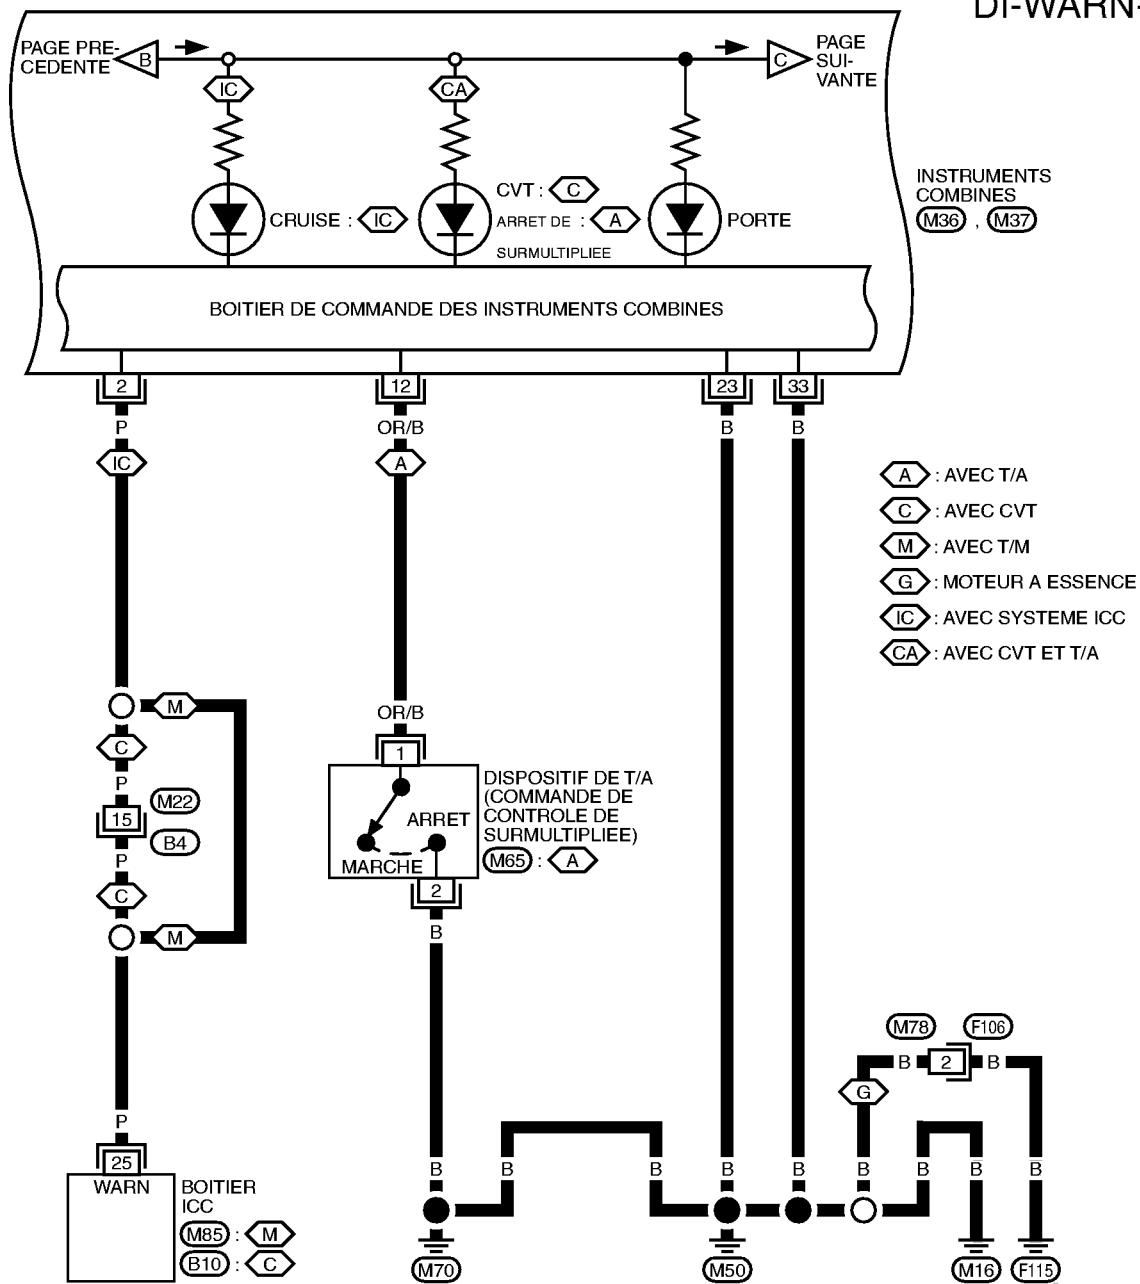 DI-WARN-
PAGE PRE-
CEDENTE
B
C
PAGE
SUI-
VANTE
IC
CA
CRUISE : IC
CVT : C
ARRET DE : A
SURMULTIPLIEE
PORTE
INSTRUMENTS
COMBINES
M36 , M37
BOITIER DE COMMANDE DES INSTRUMENTS COMBINES
2
12
23
33
P
OR/B
B
B
IC
A
A : AVEC T/A
C : AVEC CVT
M : AVEC T/M
G : MOTEUR A ESSENCE
IC : AVEC SYSTEME ICC
CA : AVEC CVT ET T/A
M
OR/B
C
1
P
M22
15
B4
P
C
M
DISPOSITIF DE T/A
(COMMANDE DE
CONTROLE DE
SURMULTIPLIEE)
M65 : A
ARRET
MARCHE
2
B
M78
F106
B
2
B
G
P
25
WARN
BOITIER
ICC
M85 : M
B10 : C
B
B
B
B
B
B
B
B
B
M70
M50
M16
F115